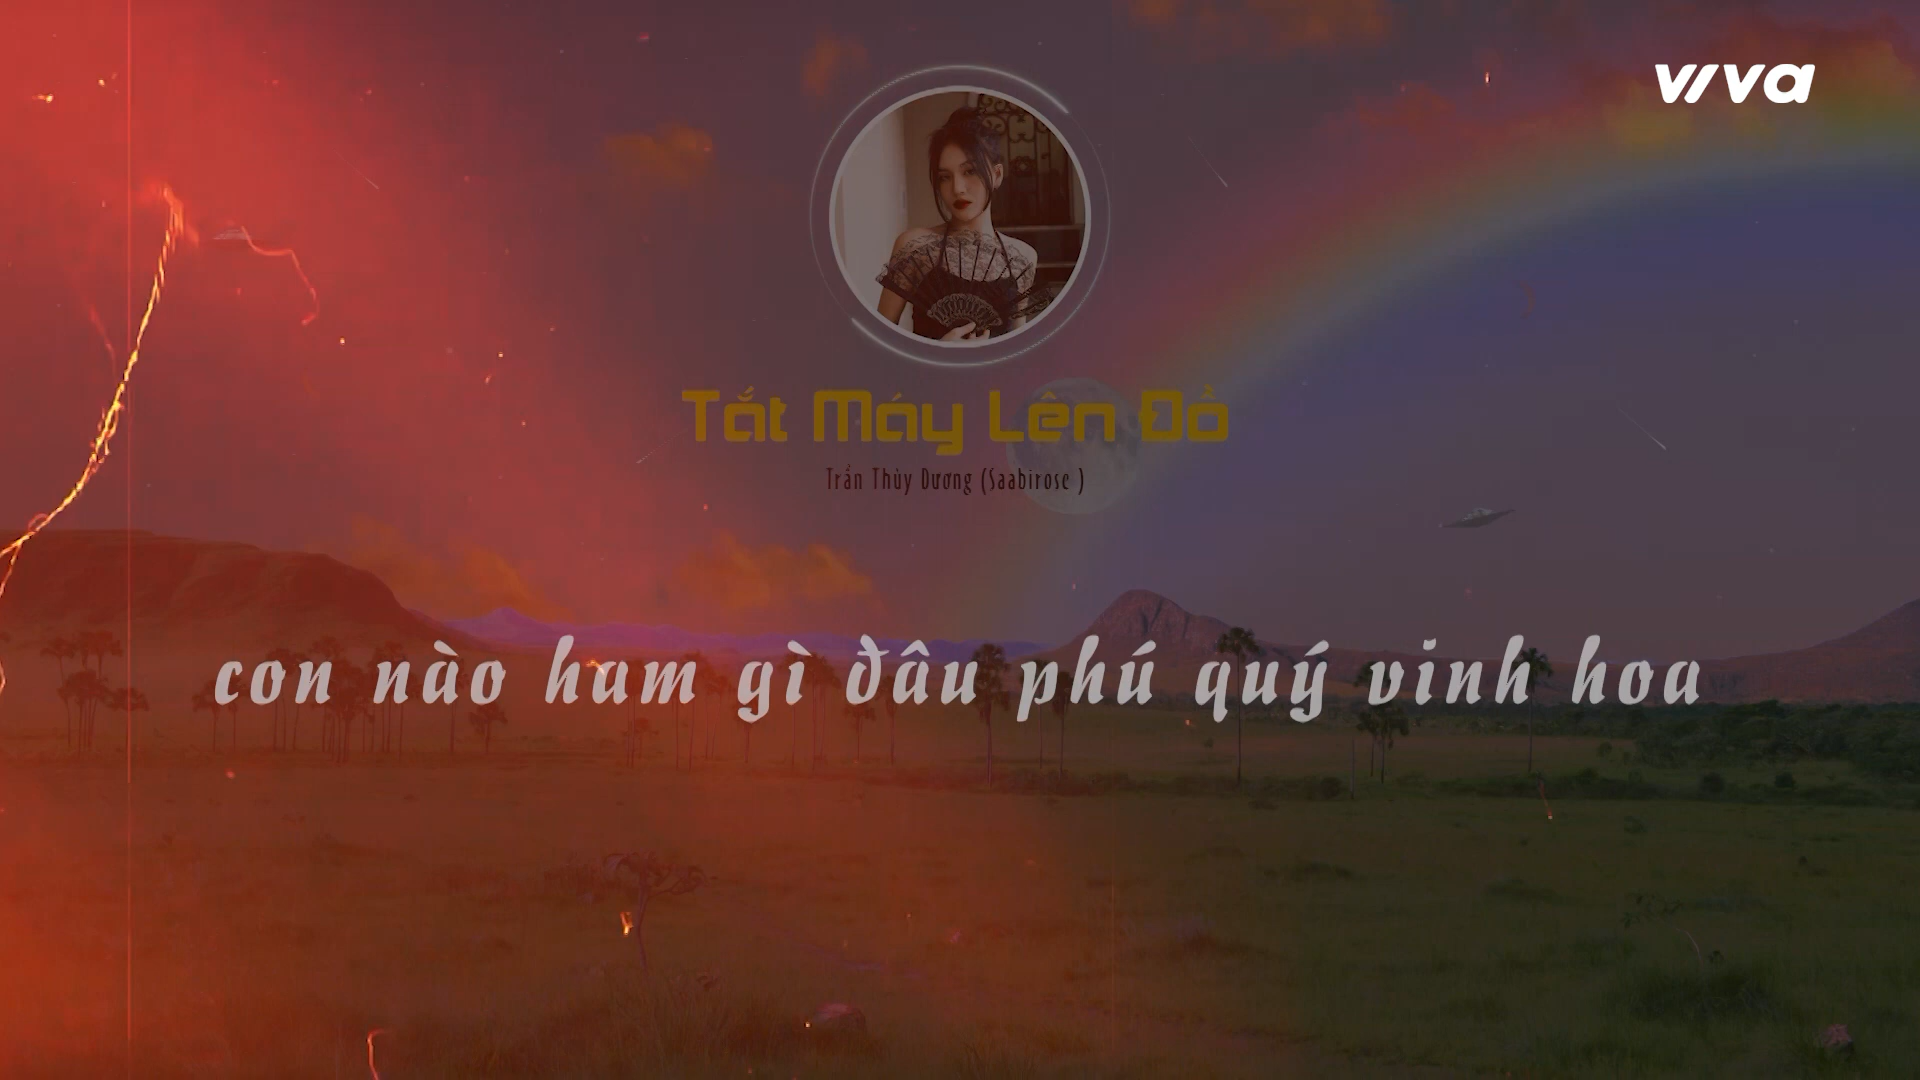 viva
Tắt Máy Lên Đồ
Trần Thùy Dương (Saabirose )
con nào ham gì đâu phú quý vinh hoa